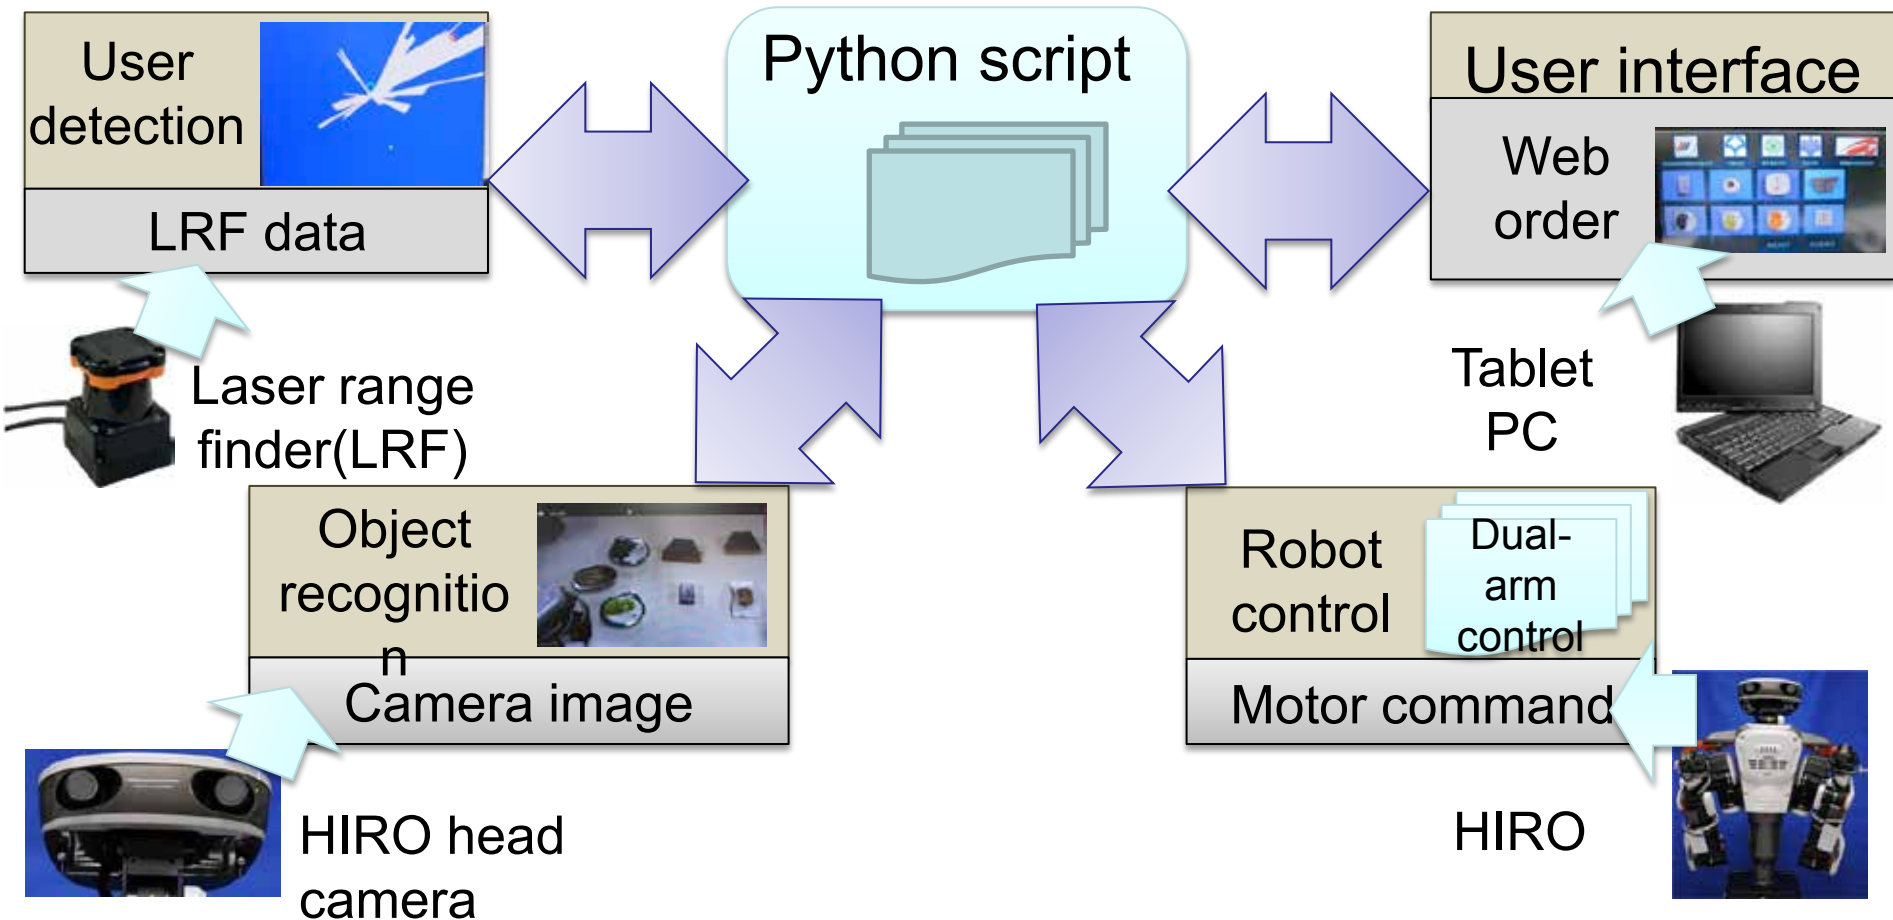 User
detection
LRF data
Python script
User interface
Web
order
Laser range
finder(LRF)
Tablet
PC
Object
recognitio
n
Camera image
Robot
control
Dual-
arm
control
Motor command
HIRO head
camera
HIRO